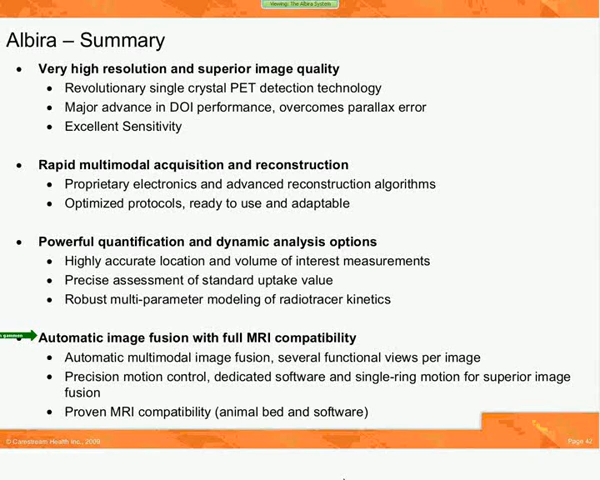 Viewing: The Albira System
Albira – Summary
• Very high resolution and superior image quality
• Revolutionary single crystal PET detection technology
• Major advance in DOI performance, overcomes parallax error
• Excellent Sensitivity
• Rapid multimodal acquisition and reconstruction
• Proprietary electronics and advanced reconstruction algorithms
• Optimized protocols, ready to use and adaptable
• Powerful quantification and dynamic analysis options
• Highly accurate location and volume of interest measurements
• Precise assessment of standard uptake value
• Robust multi-parameter modeling of radiotracer kinetics
• Automatic image fusion with full MRI compatibility
• Automatic multimodal image fusion, several functional views per image
• Precision motion control, dedicated software and single-ring motion for superior image
fusion
• Proven MRI compatibility (animal bed and software)
© Carestream Health Inc., 2009
Page 42